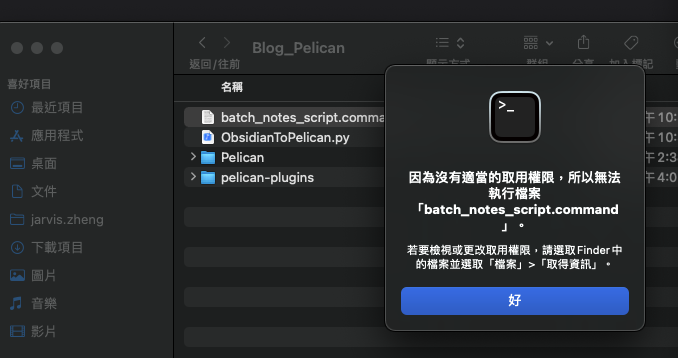 Blog_Pelican
返回/往前
顯示方式
群組
分享
加入標記
喜好項目
最近項目
應用程式
桌面
文件
jarvis.zheng
下載項目
圖片
音樂
影片
名稱
batch_notes_script.comma
午10:
ObsidianToPelican.py
午10:
Pelican
午2:3
pelican-plugins
午4:0
>_
因為沒有適當的取用權限,所以無法
執行檔案
「batch_notes_script.command
」。
若要檢視或更改取用權限,請選取Finder中
的檔案並選取「檔案」>「取得資訊」。
好